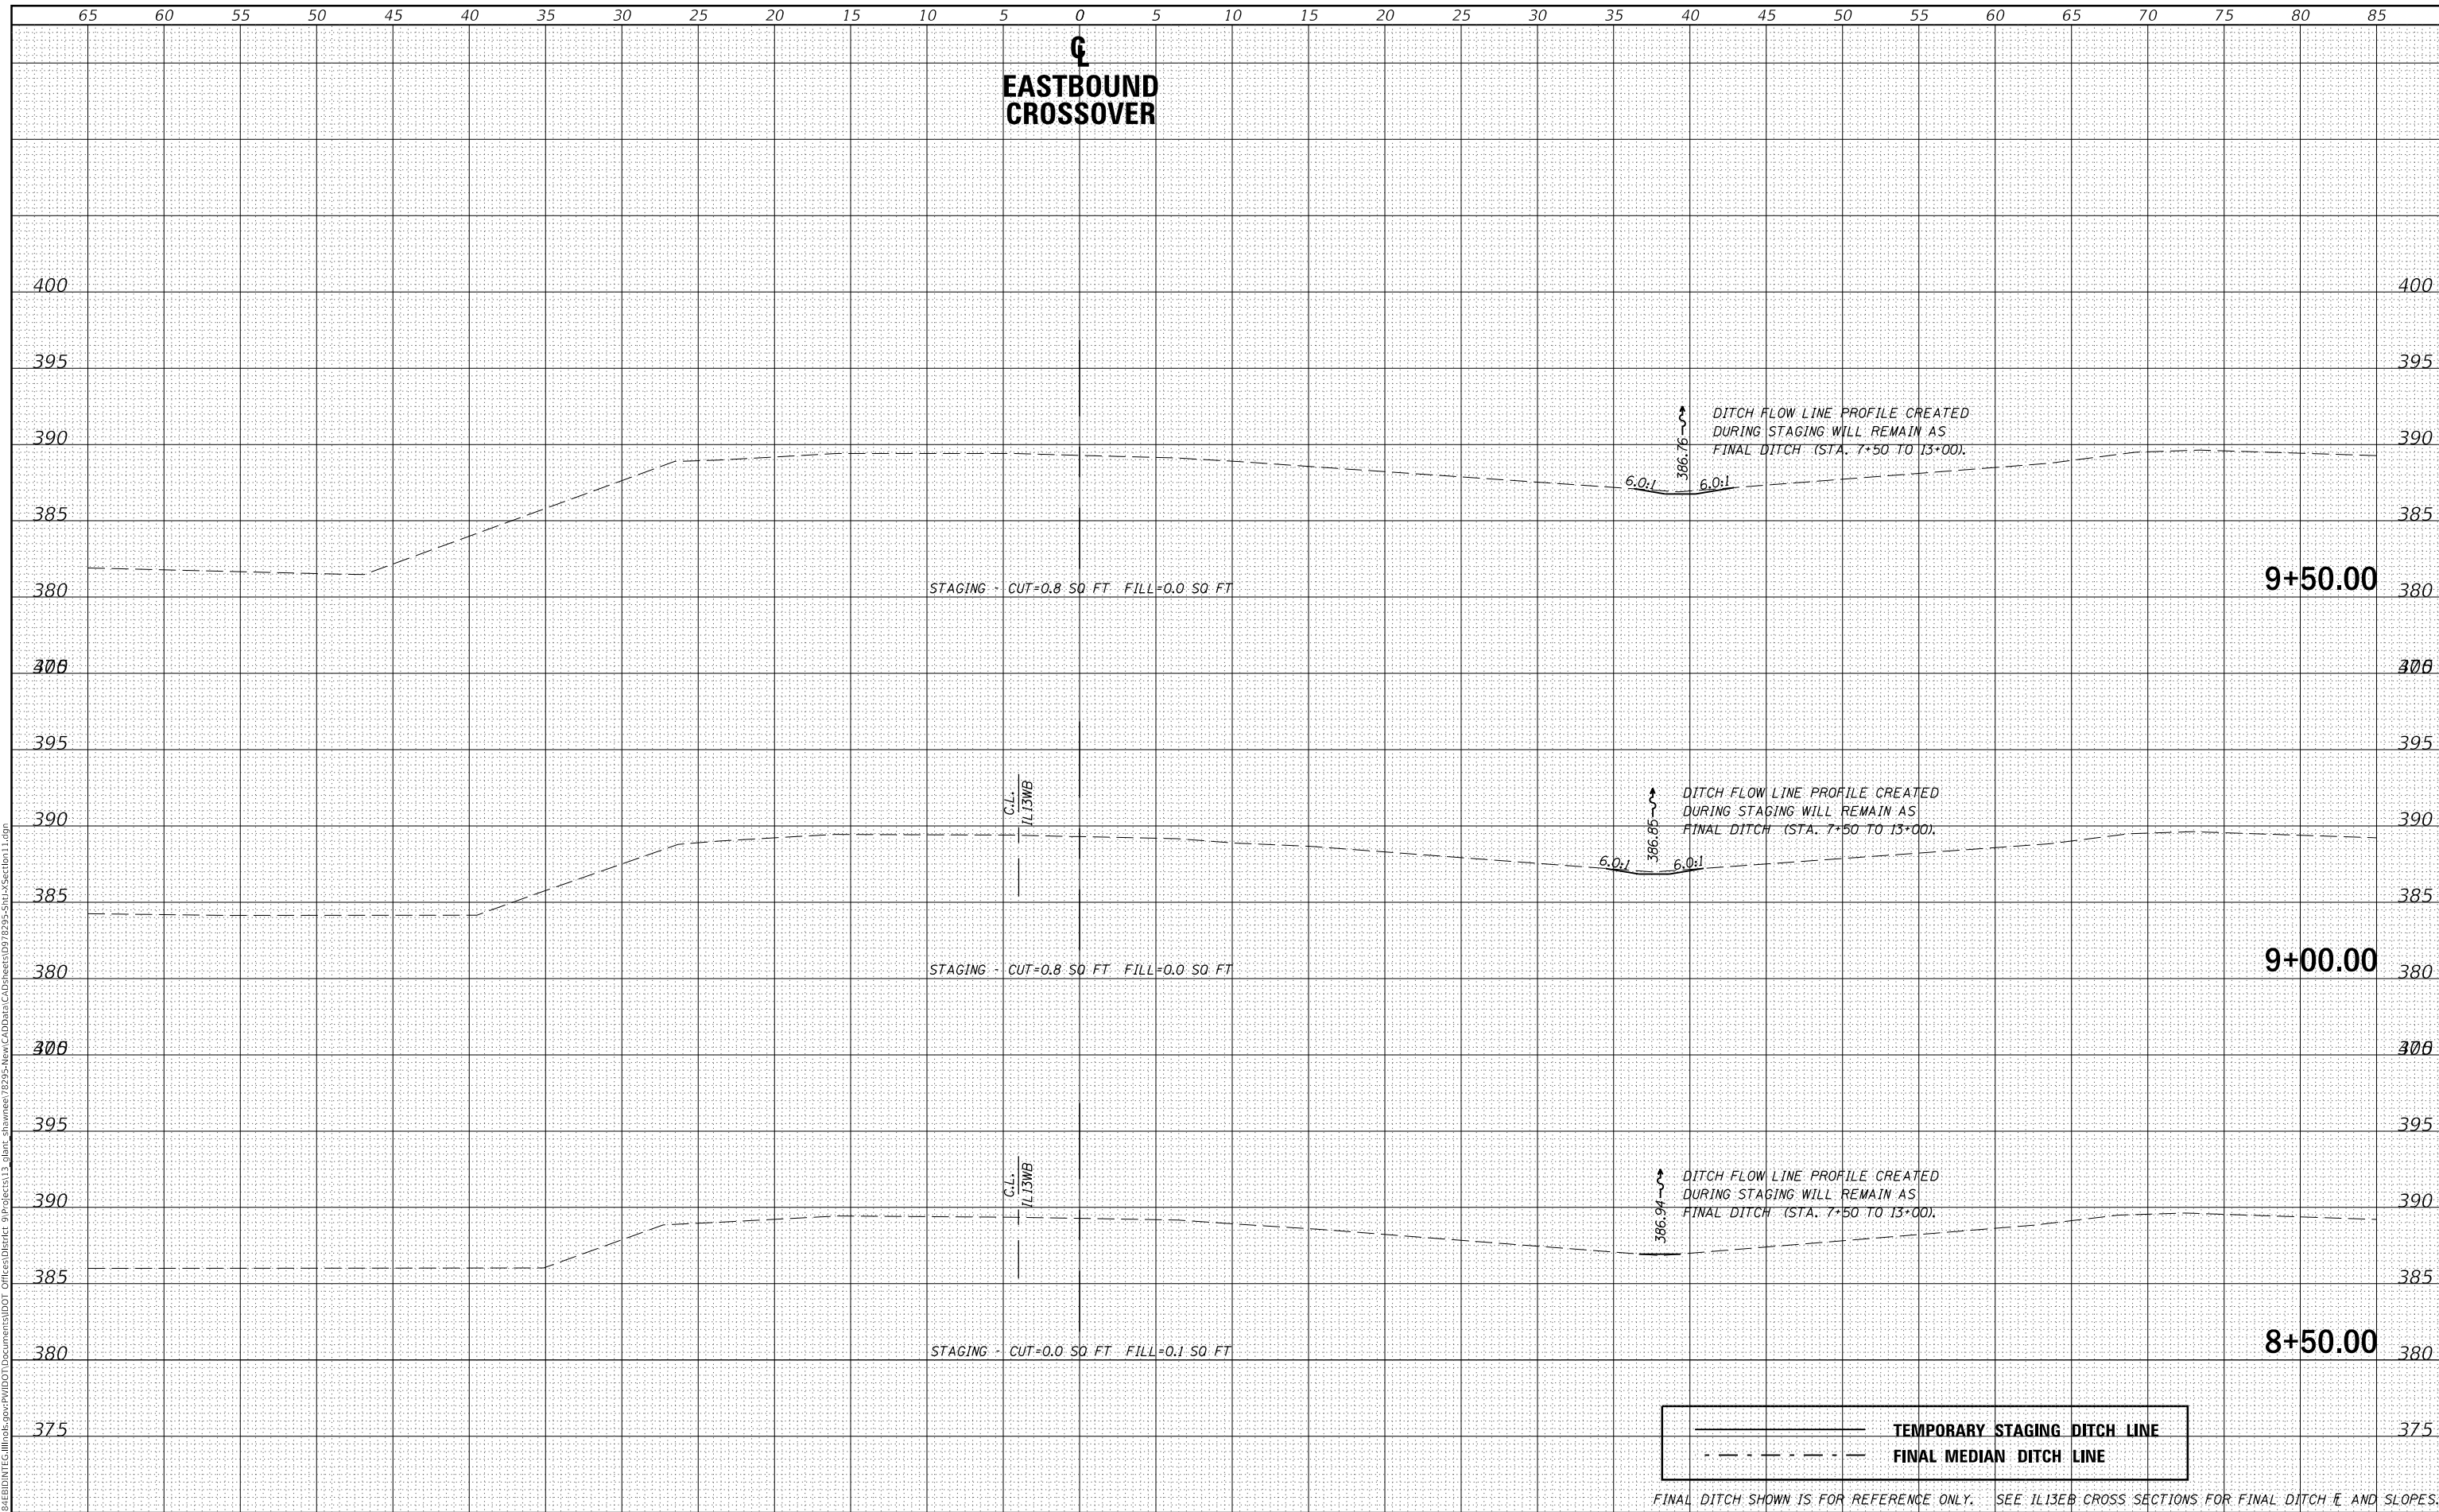 65 60 55 50 45 40 35 30 25 20 15 10 5 0 5 10 15 20 25 30 35 40 45 50 55 60 65 70 75 80 85
℄
EASTBOUND
CROSSOVER
400 400
395 395
386.76
DITCH FLOW LINE PROFILE CREATED
DURING STAGING WILL REMAIN AS
FINAL DITCH (STA. 7+50 TO 13+00).
390 390
6.0:1 6.0:1
385 385
STAGING - CUT=0.8 SQ FT FILL=0.0 SQ FT
9+50.00
380 380
395 395
C.L.
IL13WB
386.85
DITCH FLOW LINE PROFILE CREATED
DURING STAGING WILL REMAIN AS
FINAL DITCH (STA. 7+50 TO 13+00).
390 390
6.0:1 6.0:1
385 385
STAGING - CUT=0.8 SQ FT FILL=0.0 SQ FT
9+00.00
380 380
395 395
C.L.
IL13WB
386.94
DITCH FLOW LINE PROFILE CREATED
DURING STAGING WILL REMAIN AS
FINAL DITCH (STA. 7+50 TO 13+00).
390 390
385 385
STAGING - CUT=0.0 SQ FT FILL=0.1 SQ FT
8+50.00
380 380
375 375
TEMPORARY STAGING DITCH LINE
FINAL MEDIAN DITCH LINE
FINAL DITCH SHOWN IS FOR REFERENCE ONLY. SEE IL13EB CROSS SECTIONS FOR FINAL DITCH AND SLOPES.